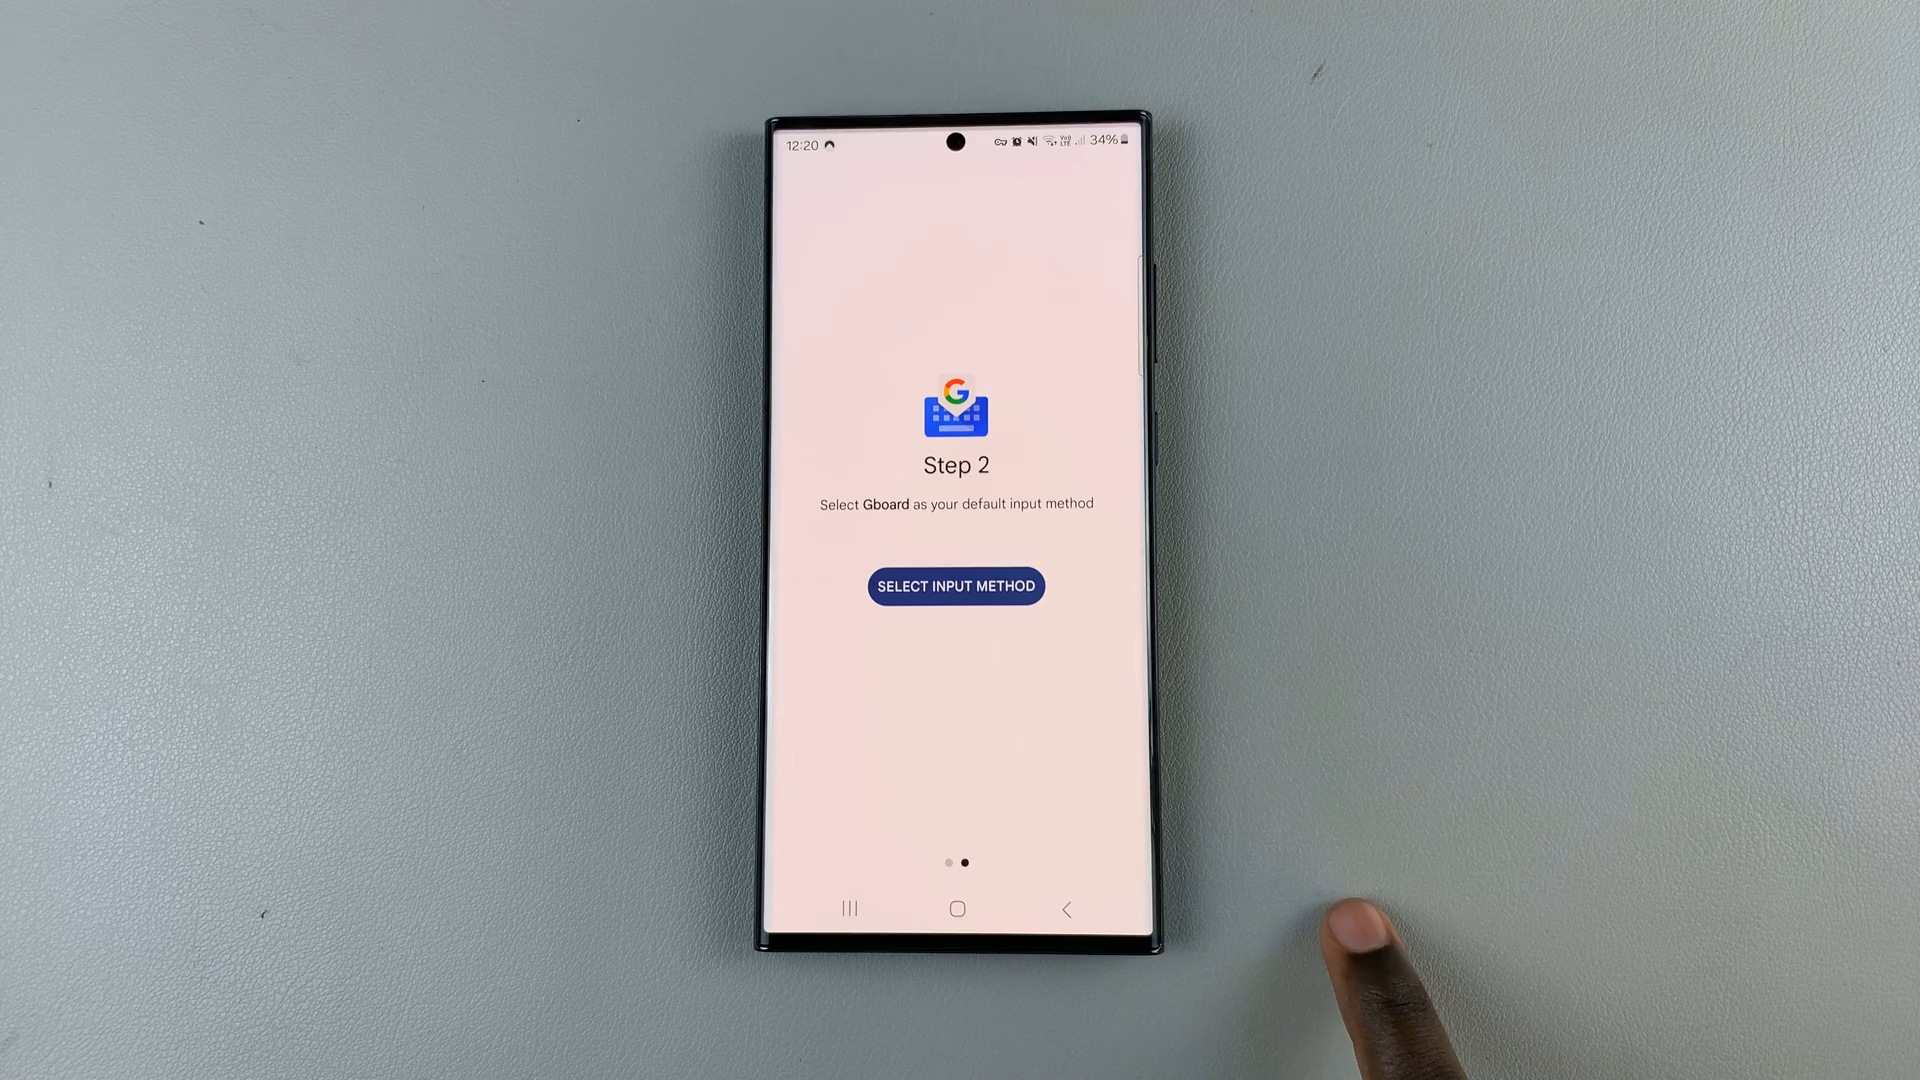 12:20 34%
G
Step 2
Select Gboard as your default input method
SELECT INPUT METHOD